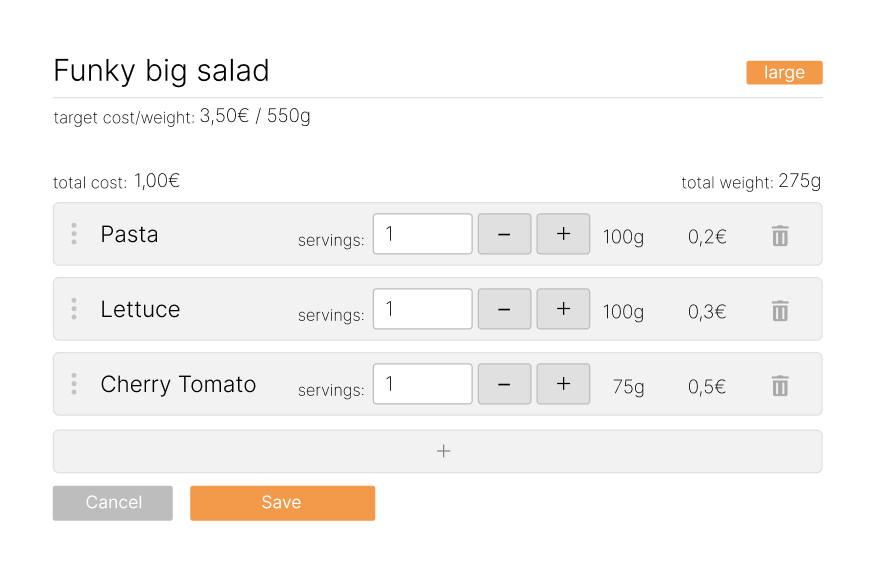 Funky big salad large
target cost/weight: 3,50€ / 550g
total cost: 1,00€ total weight: 275g
Pasta servings: 1 − + 100g 0,2€
Lettuce servings: 1 − + 100g 0,3€
Cherry Tomato servings: 1 − + 75g 0,5€
+
Cancel Save